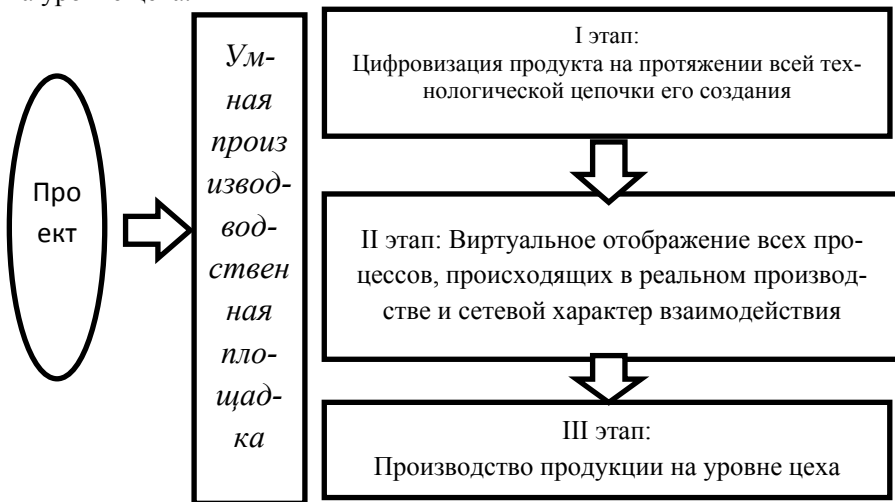 Про
ект
Ум-
ная
произ
извод-
вод-
ствен
ная
пло-
щад-
ка
I этап:
Цифровизация продукта на протяжении всей тех-
нологической цепочки его создания
II этап: Виртуальное отображение всех про-
цессов, происходящих в реальном производ-
стве и сетевой характер взаимодействия
III этап:
Производство продукции на уровне цеха